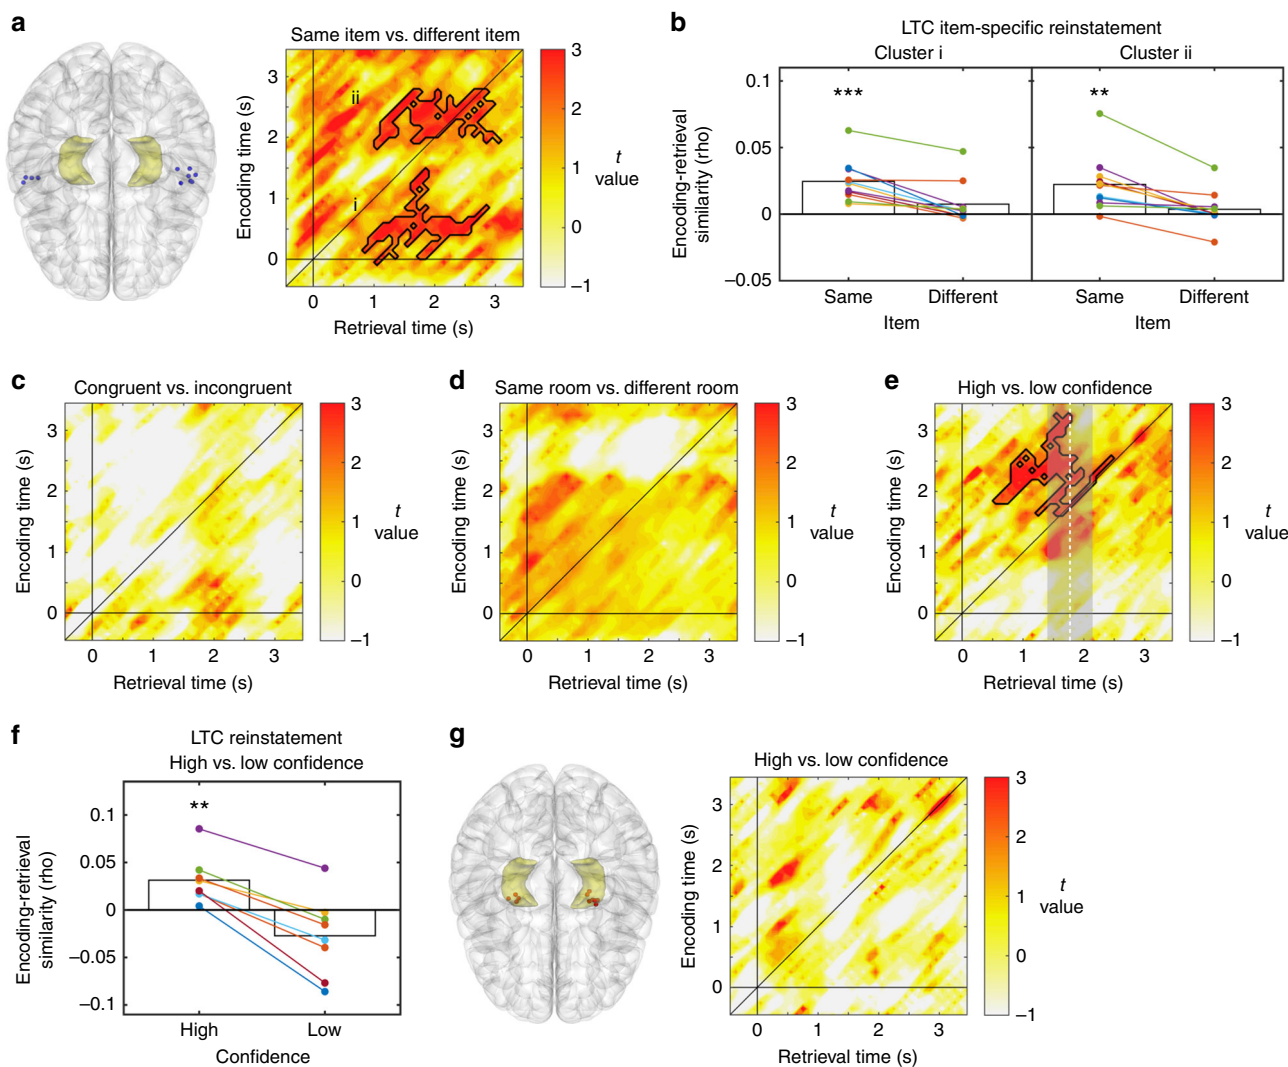 a
Same item vs. different item
Encoding time (s)
3
2
1
0
ii
i
0 1 2 3
Retrieval time (s)
3
2
1
0
–1
t
value
b
LTC item-specific reinstatement
Cluster i Cluster ii
Encoding-retrieval
similarity (rho)
0.1
0.05
0
–0.05
***
**
Same Different Same Different
Item Item
c
Congruent vs. incongruent
Encoding time (s)
3
2
1
0
0 1 2 3
Retrieval time (s)
3
2
1
0
–1
t
value
d
Same room vs. different room
Encoding time (s)
3
2
1
0
0 1 2 3
Retrieval time (s)
3
2
1
0
–1
t
value
e
High vs. low confidence
Encoding time (s)
3
2
1
0
0 1 2 3
Retrieval time (s)
3
2
1
0
–1
t
value
f
LTC reinstatement
High vs. low confidence
Encoding-retrieval
similarity (rho)
0.1
0.05
0
–0.05
–0.1
**
High Low
Confidence
g
High vs. low confidence
Encoding time (s)
3
2
1
0
0 1 2 3
Retrieval time (s)
3
2
1
0
–1
t
value